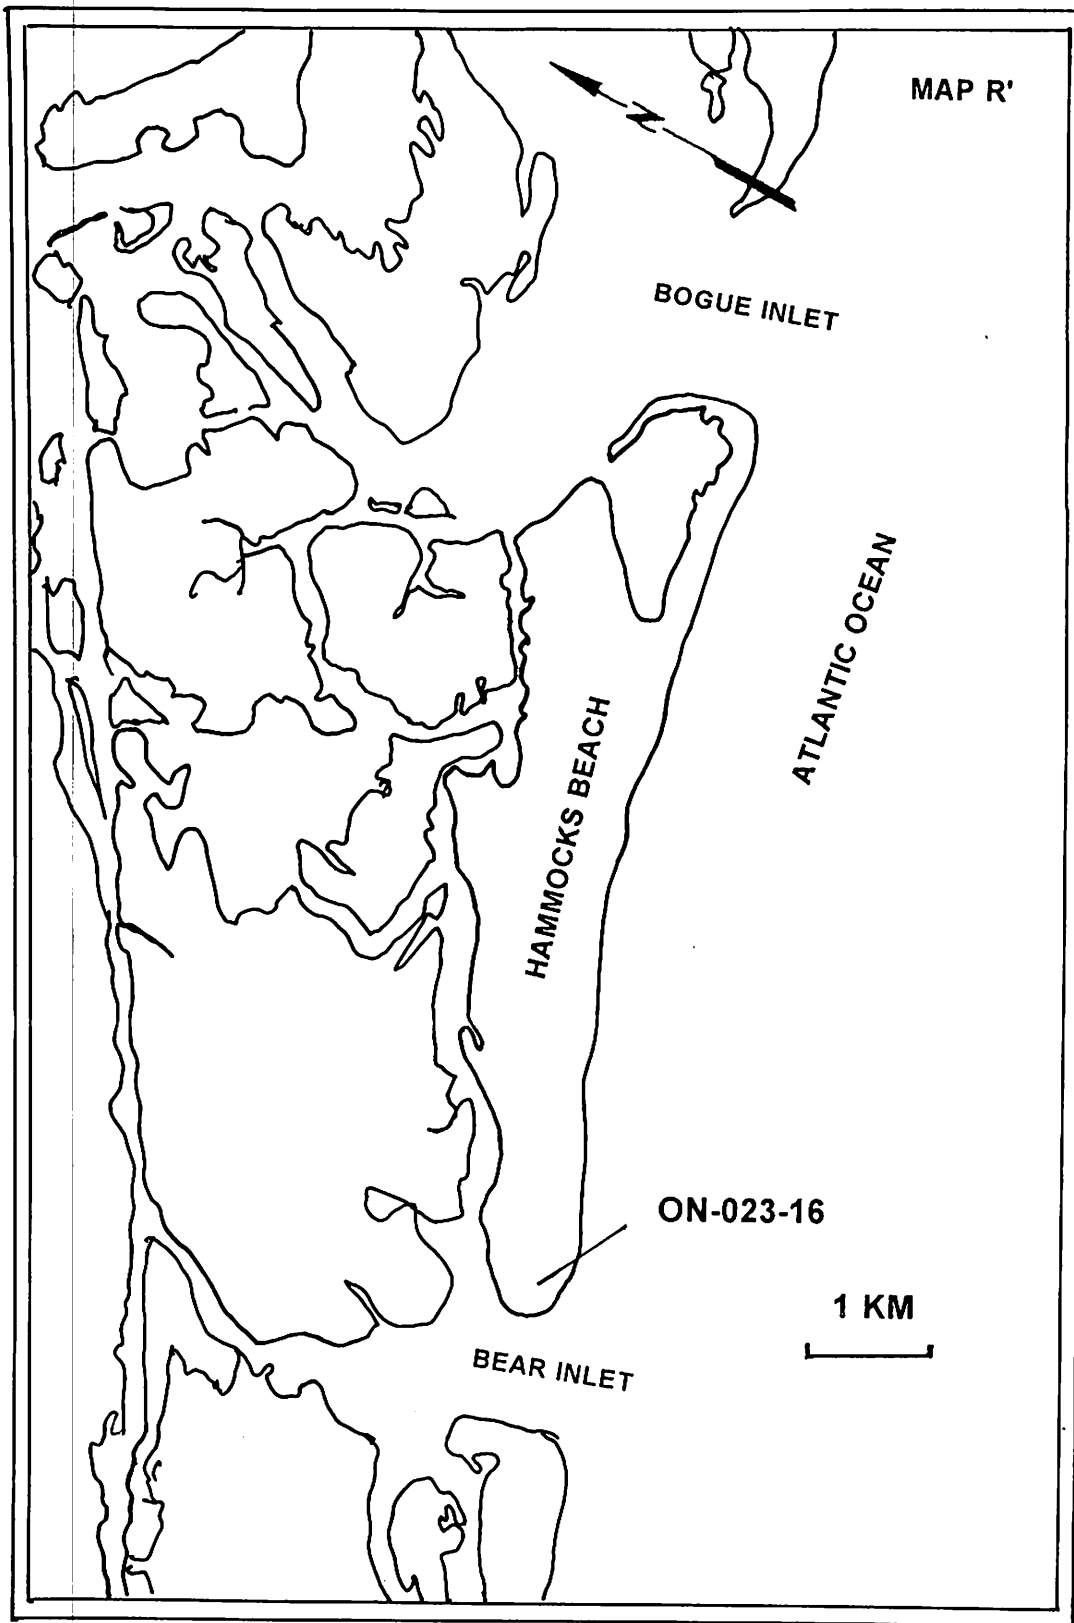 MAP R'
N
BOGUE INLET
ATLANTIC OCEAN
HAMMOCKS BEACH
ON-023-16
1 KM
BEAR INLET